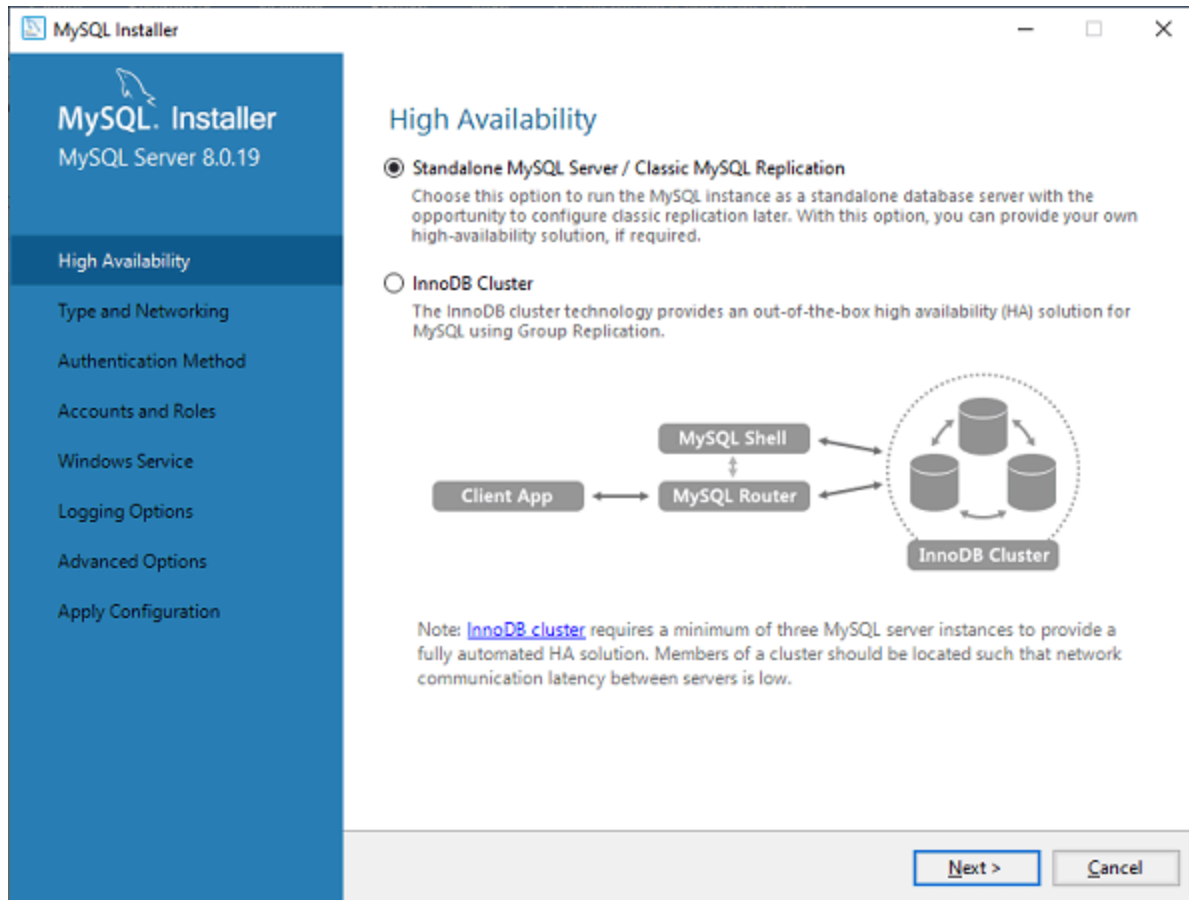 MySQL Installer
MySQL. Installer
MySQL Server 8.0.19
High Availability
Type and Networking
Authentication Method
Accounts and Roles
Windows Service
Logging Options
Advanced Options
Apply Configuration
High Availability
Standalone MySQL Server / Classic MySQL Replication
Choose this option to run the MySQL instance as a standalone database server with the
opportunity to configure classic replication later. With this option, you can provide your own
high-availability solution, if required.
InnoDB Cluster
The InnoDB cluster technology provides an out-of-the-box high availability (HA) solution for
MySQL using Group Replication.
MySQL Shell
Client App
MySQL Router
InnoDB Cluster
Note: InnoDB cluster requires a minimum of three MySQL server instances to provide a
fully automated HA solution. Members of a cluster should be located such that network
communication latency between servers is low.
Next >
Cancel